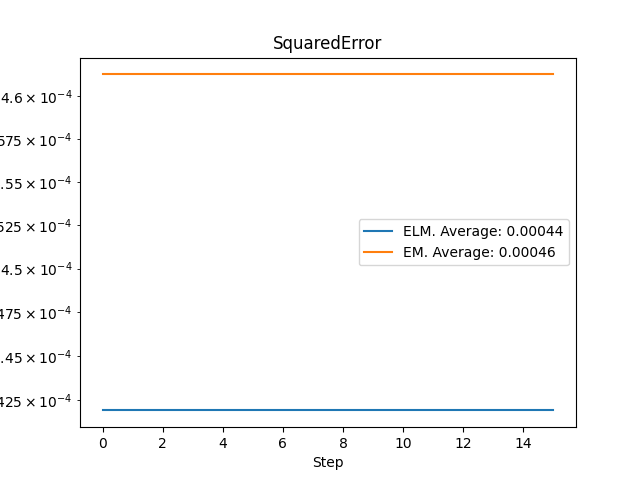 SquaredError
4.6 × 10⁻⁴
575 × 10⁻⁴
.55 × 10⁻⁴
525 × 10⁻⁴
4.5 × 10⁻⁴
475 × 10⁻⁴
.45 × 10⁻⁴
425 × 10⁻⁴
ELM. Average: 0.00044
EM. Average: 0.00046
0 2 4 6 8 10 12 14
Step